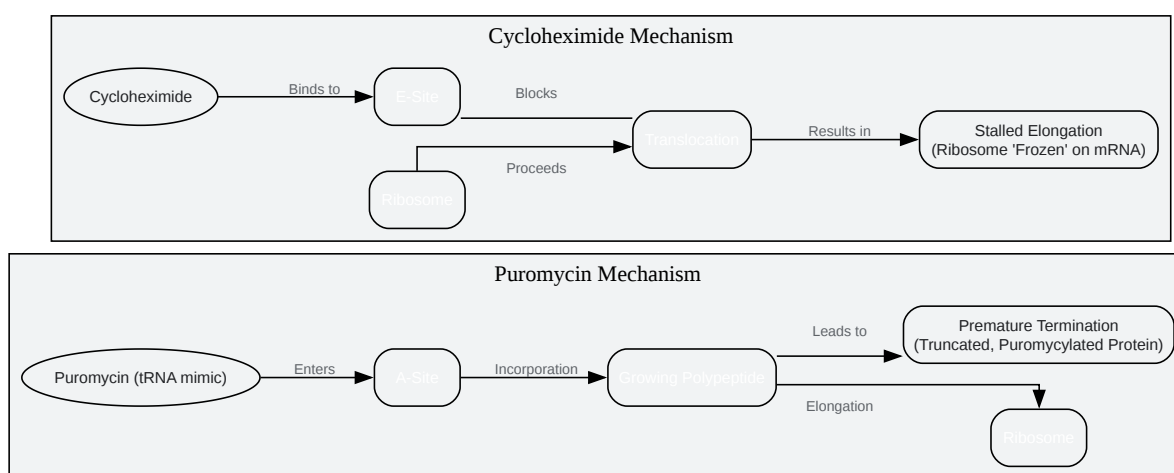 Cycloheximide Mechanism
Cycloheximide
Binds to
E-Site
Blocks
Translocation
Results in
Stalled Elongation
(Ribosome 'Frozen' on mRNA)
Proceeds
Ribosome
Puromycin Mechanism
Puromycin (tRNA mimic)
Enters
A-Site
Incorporation
Growing Polypeptide
Leads to
Premature Termination
(Truncated, Puromycylated Protein)
Elongation
Ribosome